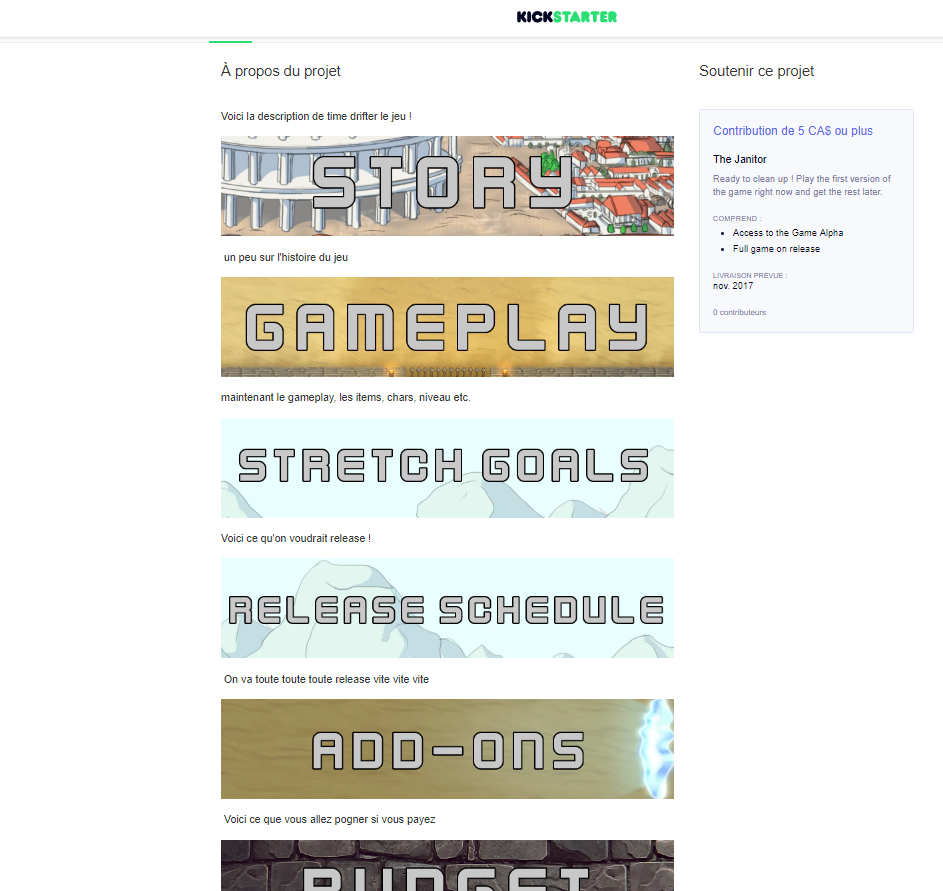 KICKSTARTER
À propos du projet
Voici la description de time drifter le jeu !
STORY
un peu sur l'histoire du jeu
GAMEPLAY
maintenant le gameplay, les items, chars, niveau etc.
STRETCH GOALS
Voici ce qu'on voudrait release !
RELEASE SCHEDULE
On va toute toute toute release vite vite vite
ADD-ONS
Voici ce que vous allez pogner si vous payez
BUDGET
Soutenir ce projet
Contribution de 5 CA$ ou plus
The Janitor
Ready to clean up ! Play the first version of
the game right now and get the rest later.
COMPREND :
Access to the Game Alpha
Full game on release
LIVRAISON PRÉVUE :
nov. 2017
0 contributeurs